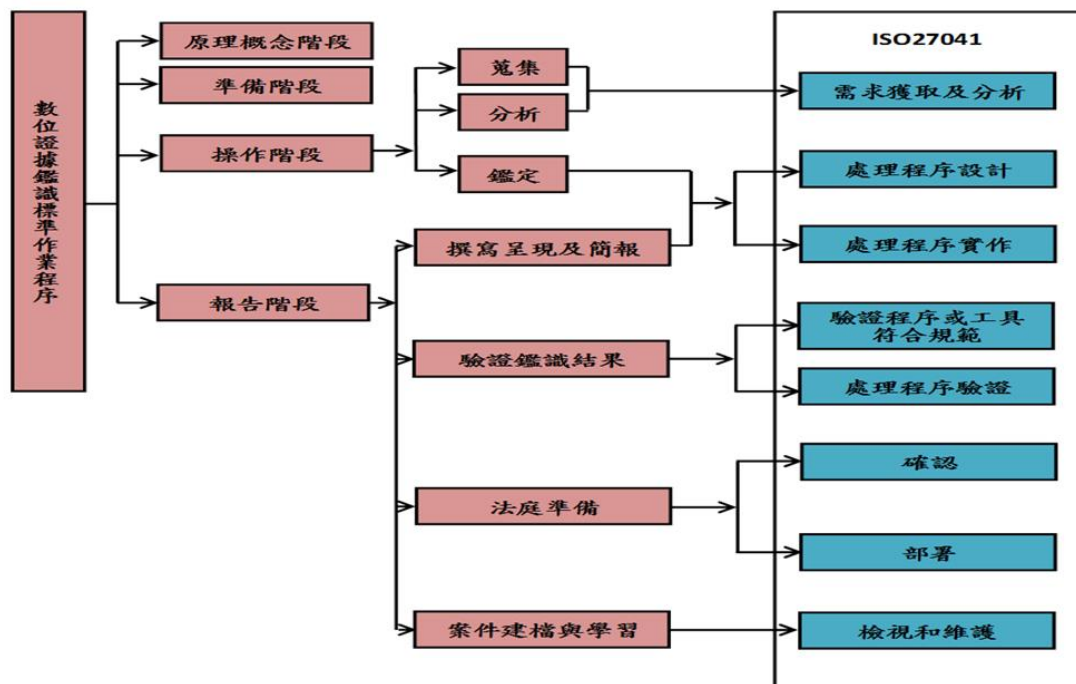 數位證據鑑識標準作業程序
原理概念階段
準備階段
操作階段
報告階段
蒐集
分析
鑑定
撰寫呈現及簡報
驗證鑑識結果
法庭準備
案件建檔與學習
ISO27041
需求獲取及分析
處理程序設計
處理程序實作
驗證程序或工具
符合規範
處理程序驗證
確認
部署
檢視和維護